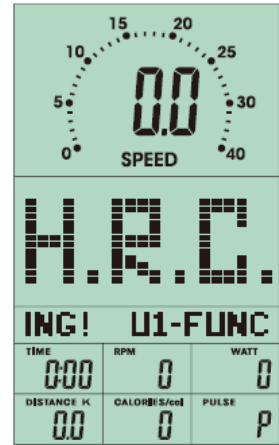 15 20
10 25
5 0.0 30
0 SPEED 40
H.R.C.
ING! U1-FUNC
TIME RPM WATT
0:00 0 0
DISTANCE K CALORIES/cal PULSE
0.0 0 P